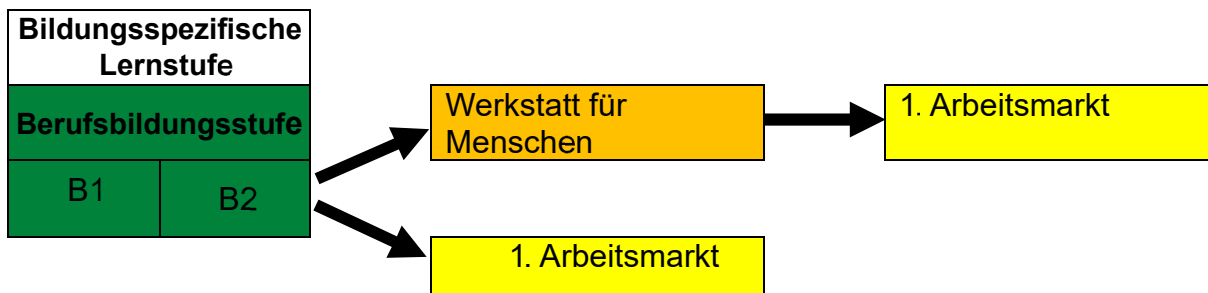 Bildungsspezifische
Lernstufe
Berufsbildungsstufe
B1
B2
Werkstatt für
Menschen
1. Arbeitsmarkt
1. Arbeitsmarkt